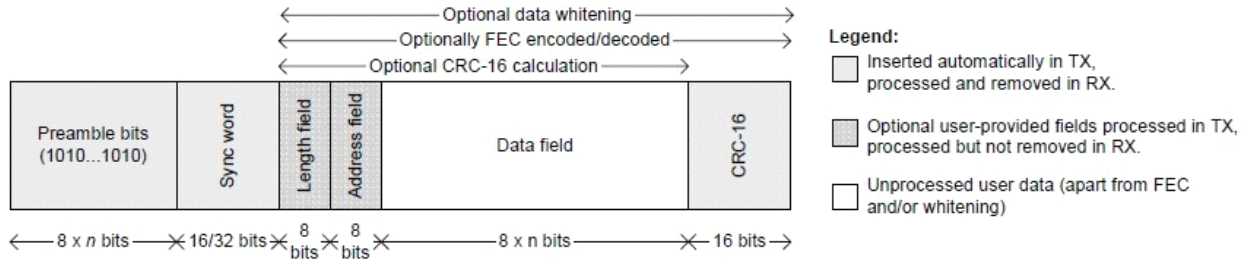 Optional data whitening
Optionally FEC encoded/decoded
Optional CRC-16 calculation
Preamble bits
(1010...1010)
Sync word
Length field
Address field
Data field
CRC-16
8 x n bits
16/32 bits
8
bits
8
bits
8 x n bits
16 bits
Legend:
Inserted automatically in TX,
processed and removed in RX.
Optional user-provided fields processed in TX,
processed but not removed in RX.
Unprocessed user data (apart from FEC
and/or whitening)